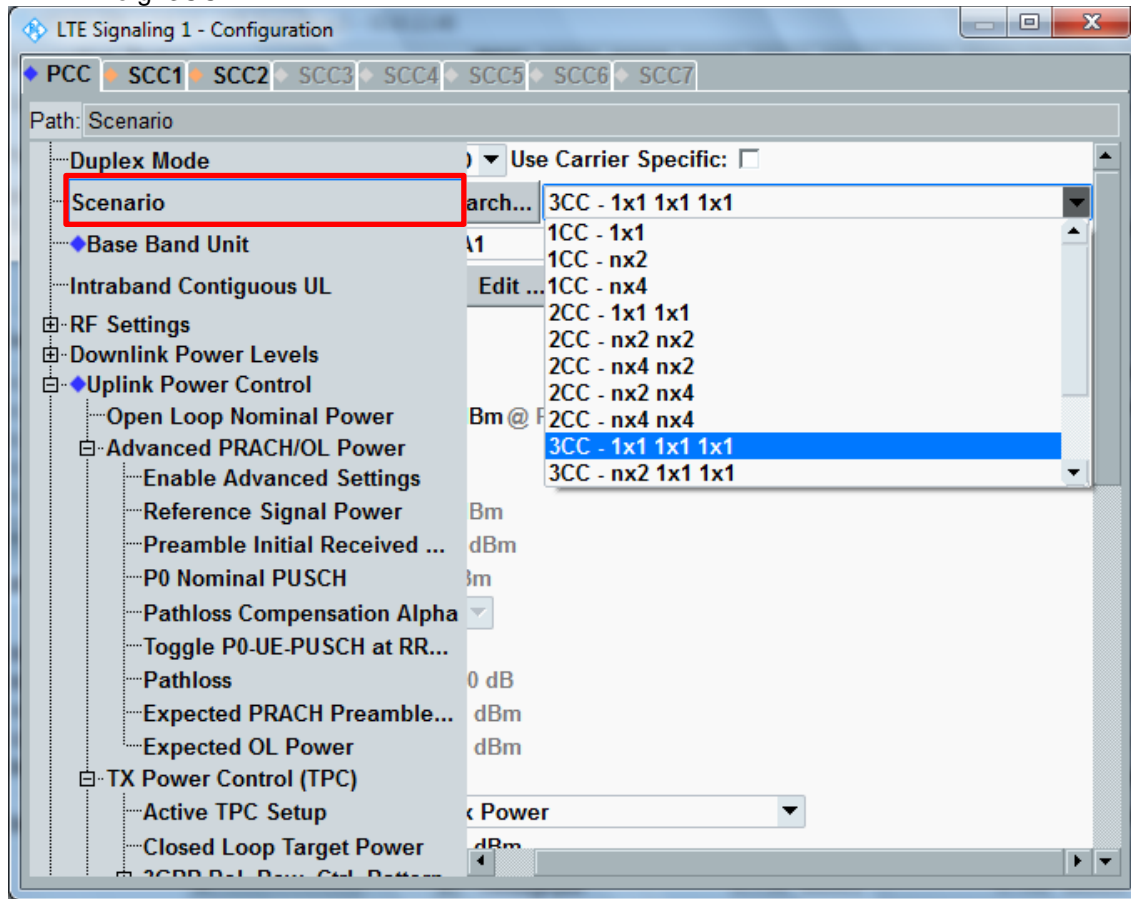 LTE Signaling 1 - Configuration
PCC SCC1 SCC2 SCC3 SCC4 SCC5 SCC6 SCC7
Path: Scenario
Duplex Mode Use Carrier Specific:
Scenario arch... 3CC - 1x1 1x1 1x1
1CC - 1x1
Base Band Unit A1
1CC - nx2
Intraband Contiguous UL Edit ... 1CC - nx4
2CC - 1x1 1x1
RF Settings
2CC - nx2 nx2
Downlink Power Levels
2CC - nx4 nx2
Uplink Power Control
2CC - nx2 nx4
Open Loop Nominal Power Bm @ 2CC - nx4 nx4
Advanced PRACH/OL Power 3CC - 1x1 1x1 1x1
Enable Advanced Settings 3CC - nx2 1x1 1x1
Reference Signal Power Bm
Preamble Initial Received ... dBm
P0 Nominal PUSCH Bm
Pathloss Compensation Alpha
Toggle P0-UE-PUSCH at RR...
Pathloss 0 dB
Expected PRACH Preamble... dBm
Expected OL Power dBm
TX Power Control (TPC)
Active TPC Setup x Power
Closed Loop Target Power dBm